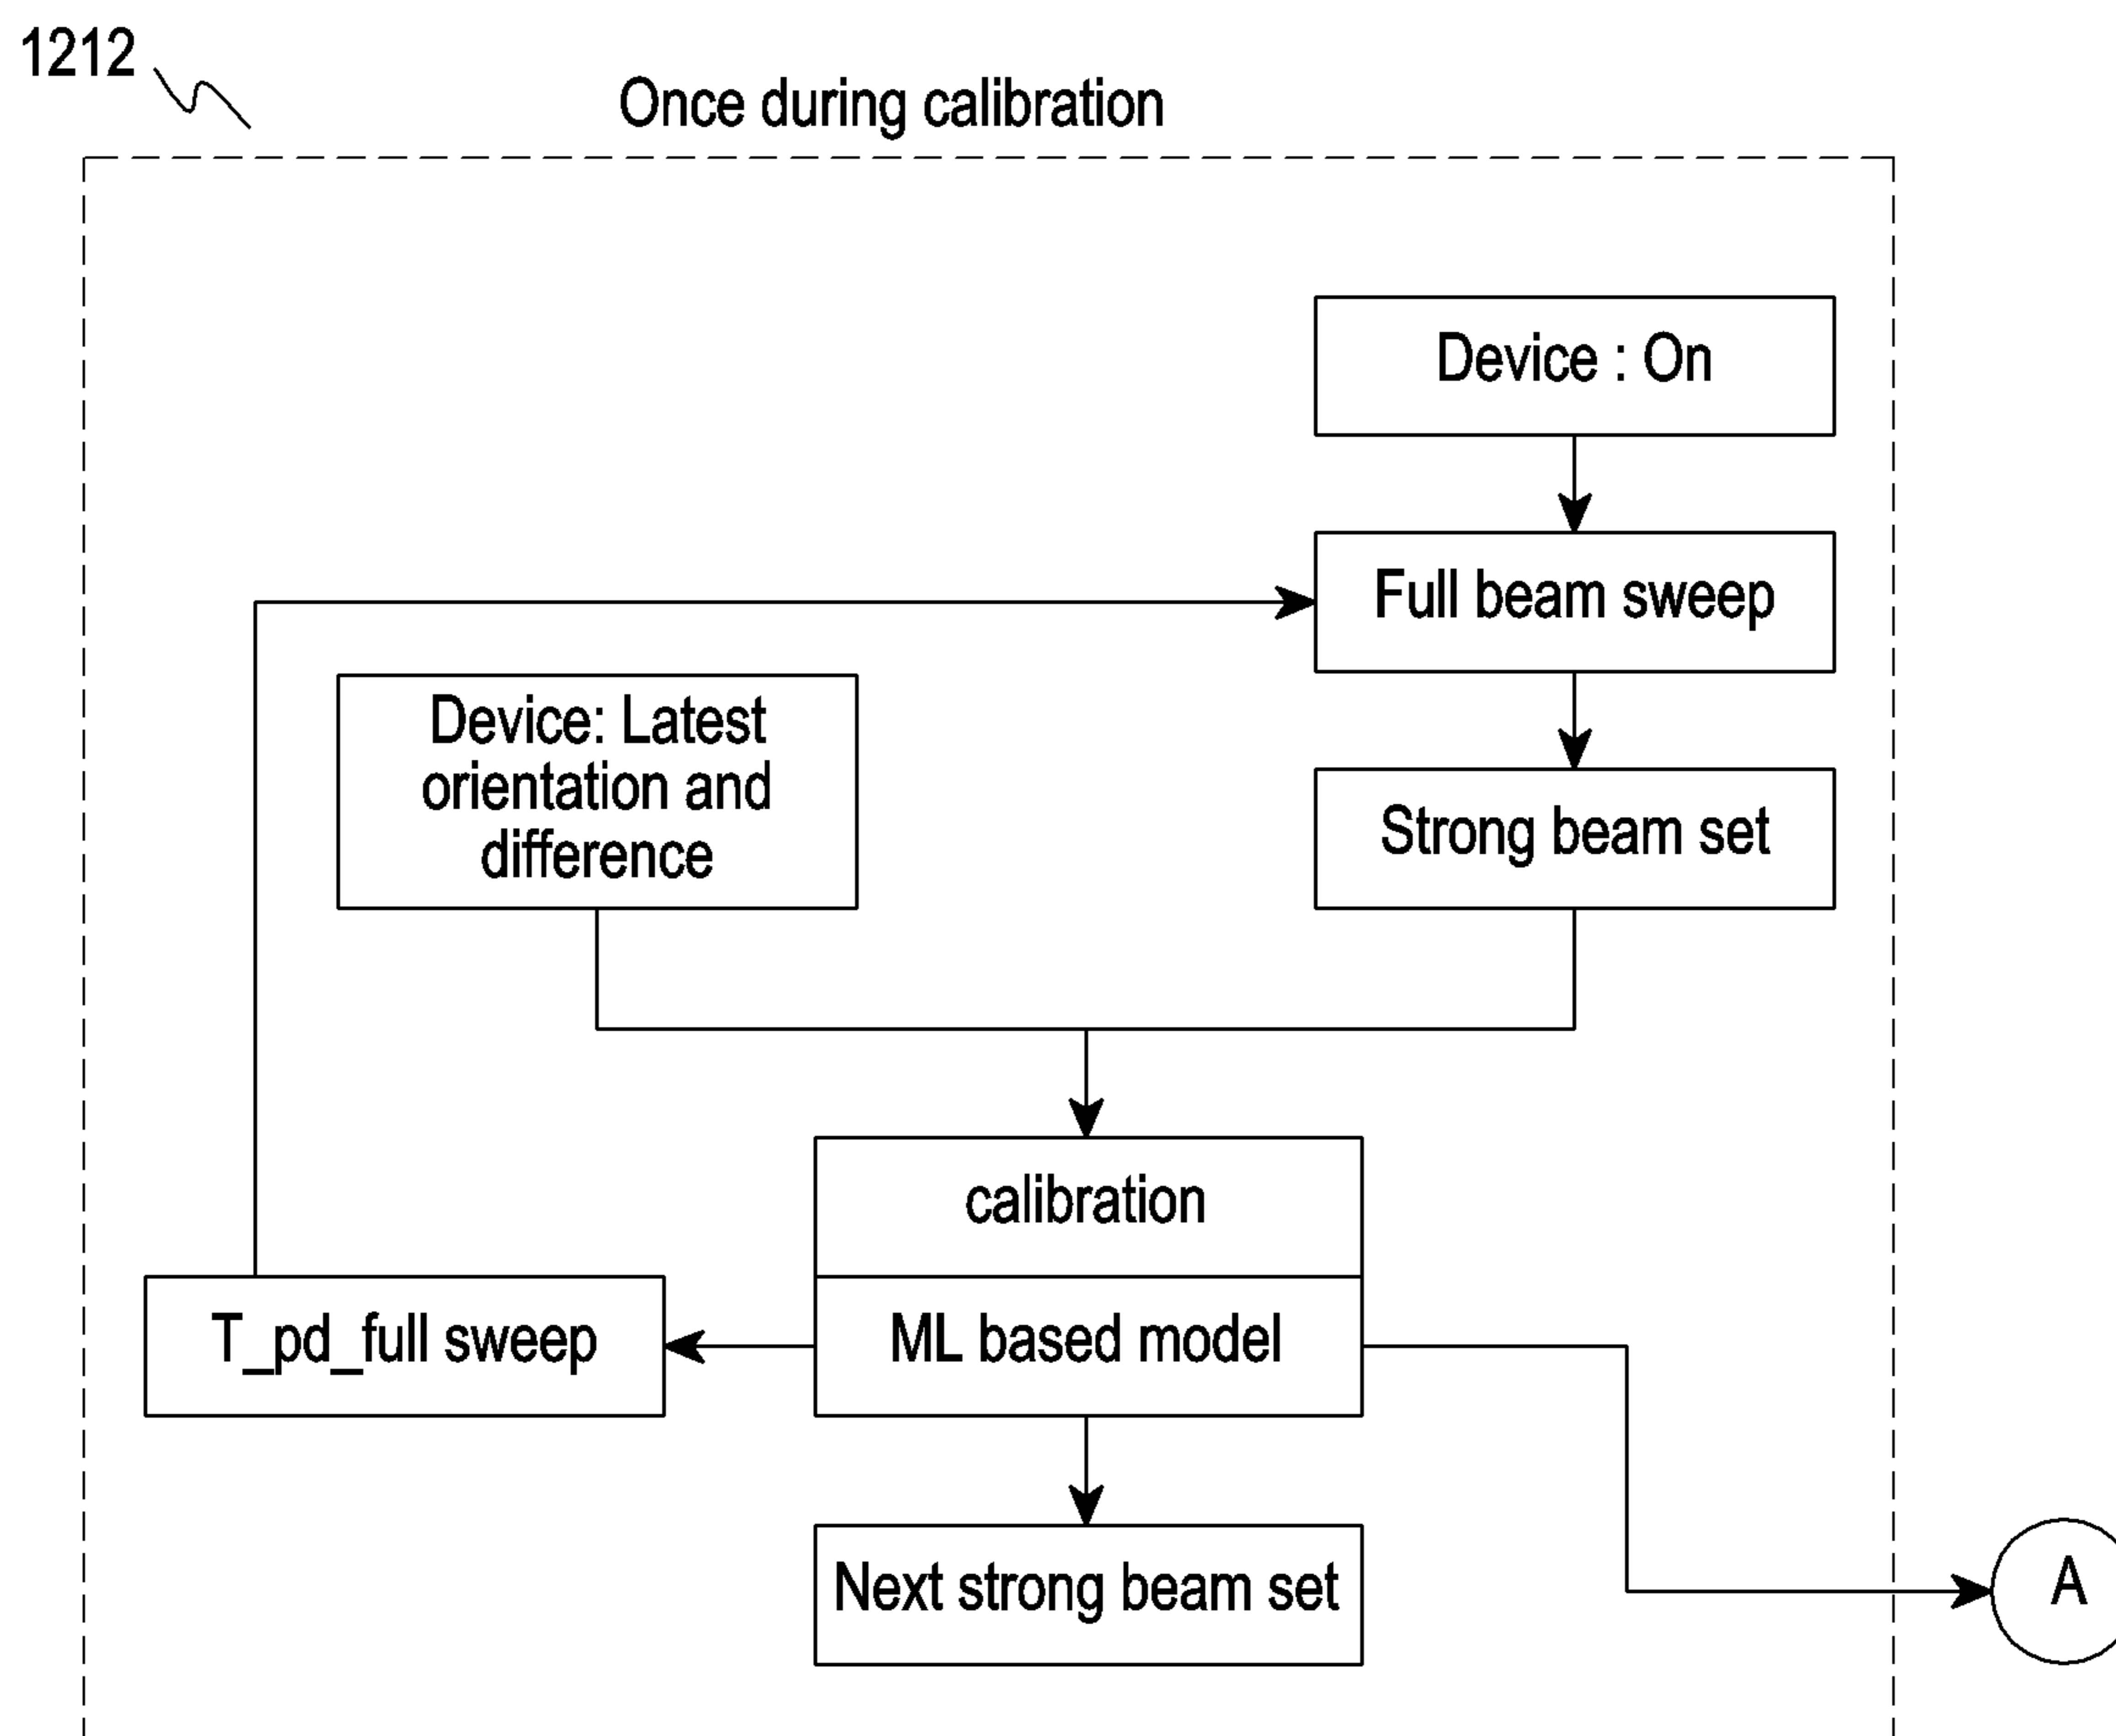 1212
Once during calibration
Device : On
Full beam sweep
Device: Latest
orientation and
difference
Strong beam set
calibration
T_pd_full sweep
ML based model
Next strong beam set
A